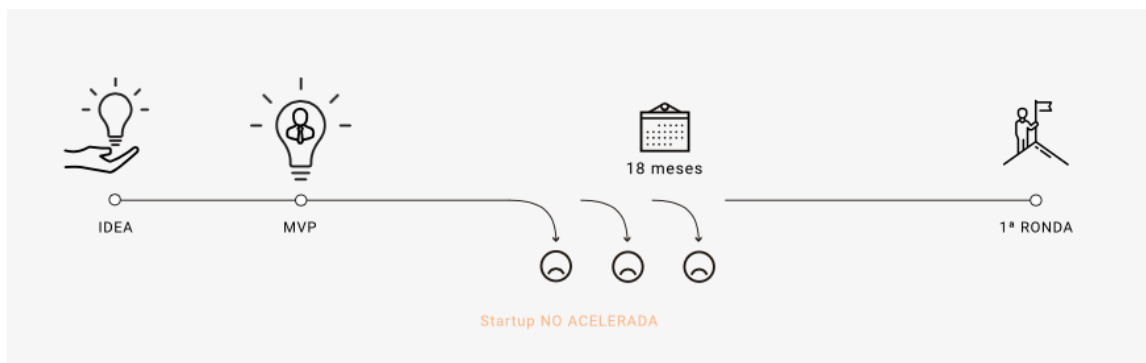 18 meses
IDEA
MVP
1ª RONDA
Startup NO ACELERADA